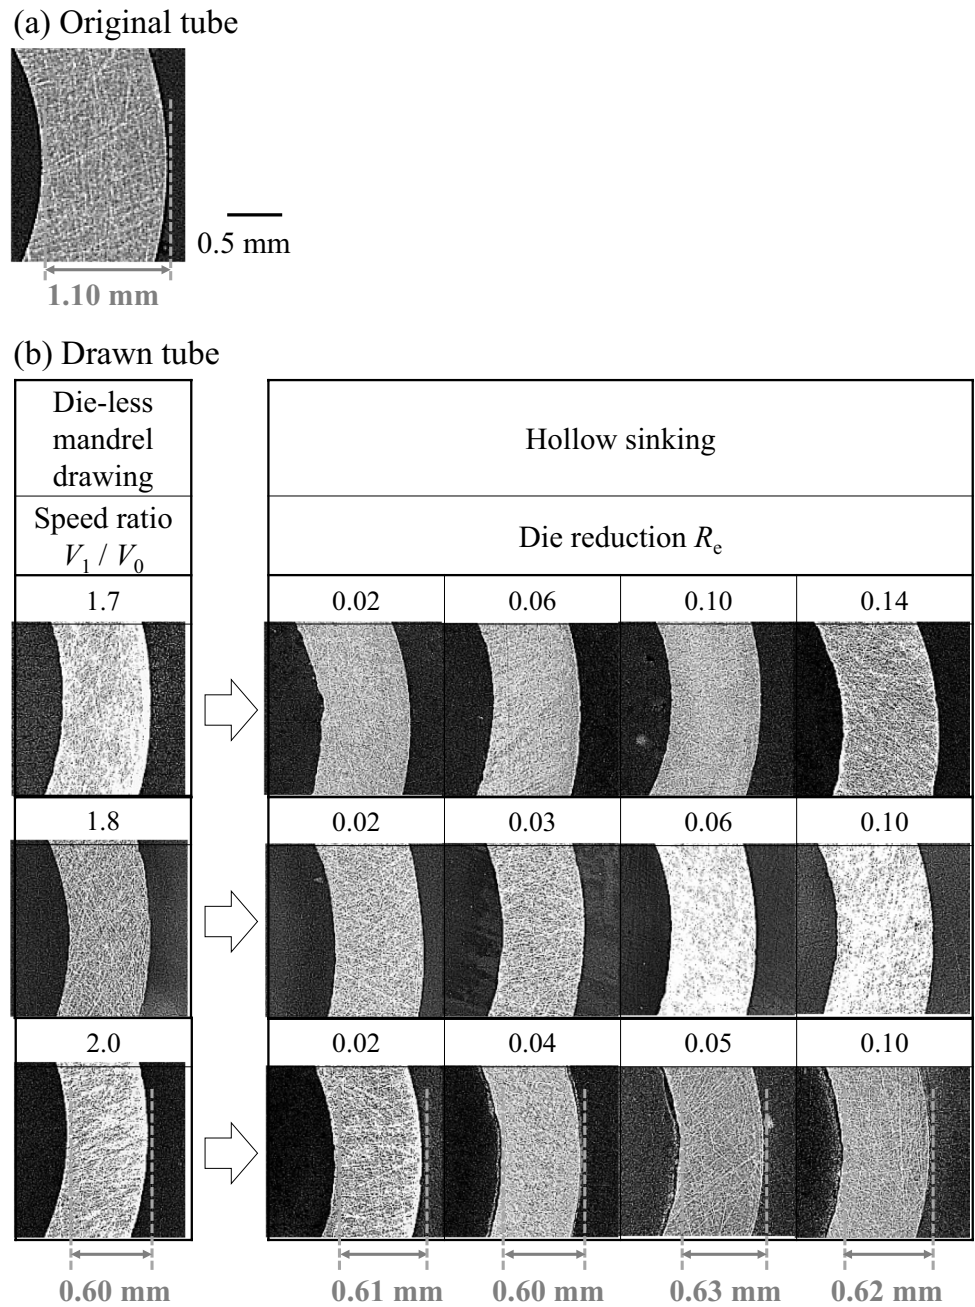 (a) Original tube
0.5 mm
1.10 mm
(b) Drawn tube
Die-less
mandrel
drawing
Hollow sinking
Speed ratio
V1 / V0
Die reduction Re
1.7
0.02
0.06
0.10
0.14
1.8
0.02
0.03
0.06
0.10
2.0
0.02
0.04
0.05
0.10
0.60 mm
0.61 mm
0.60 mm
0.63 mm
0.62 mm